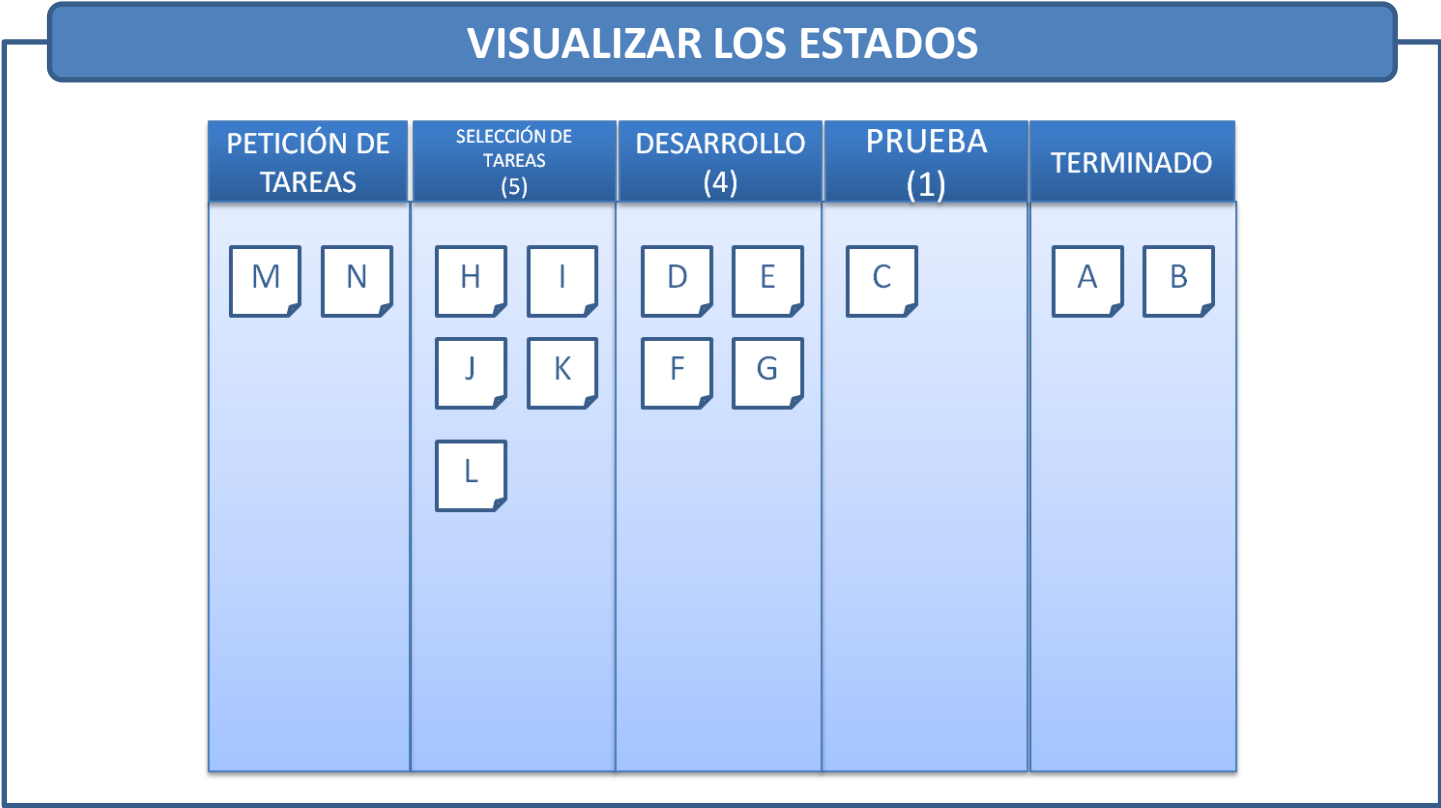 VISUALIZAR LOS ESTADOS
PETICIÓN DE
TAREAS
SELECCIÓN DE
TAREAS
(5)
DESARROLLO
(4)
PRUEBA
(1)
TERMINADO
M N
H I
J K
L
D E
F G
C
A B